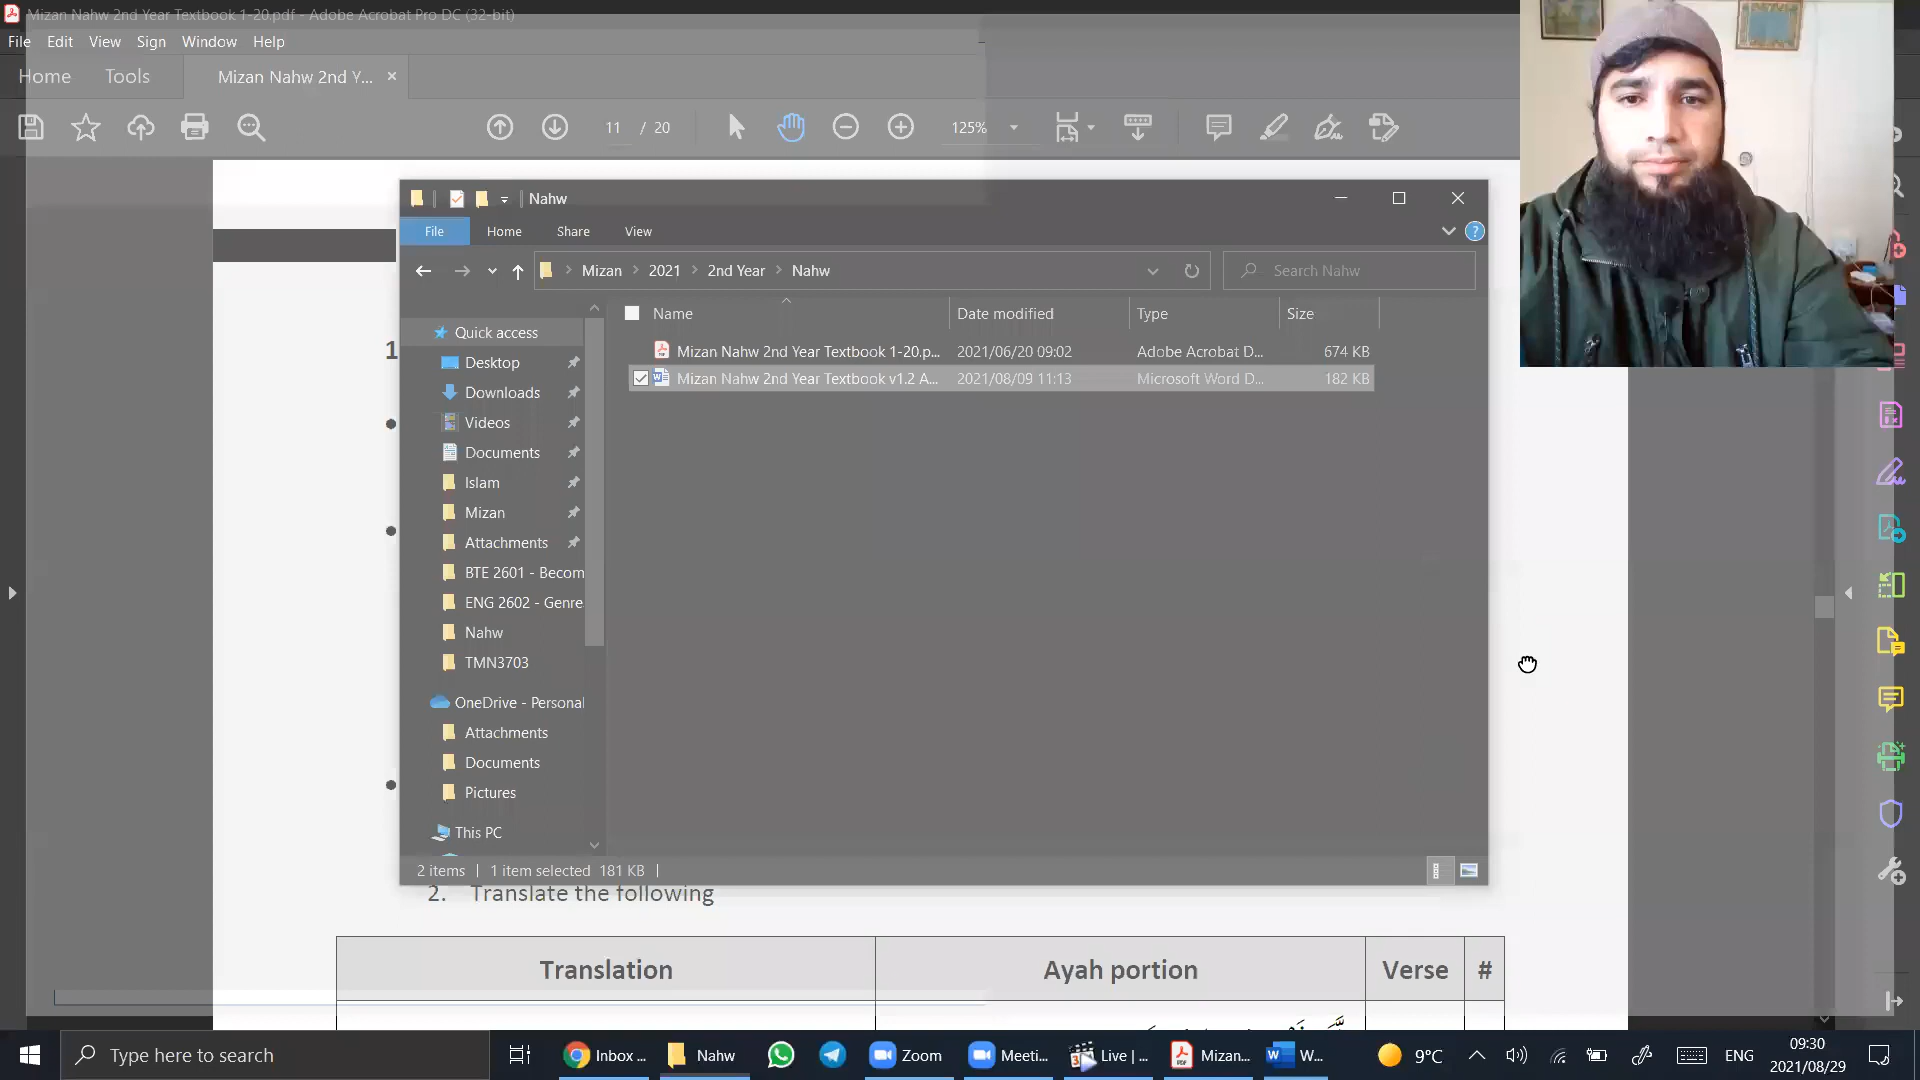 Mizan Nahw 2nd Year Textbook 1-20.pdf - Adobe Acrobat Pro DC (32-bit)
File Edit View Sign Window Help
Home Tools Mizan Nahw 2nd Y... ×
11 / 20 125%
Nahw
File Home Share View
Mizan 2021 2nd Year Nahw Search Nahw
Name Date modified Type Size
Mizan Nahw 2nd Year Textbook 1-20.p... 2021/06/20 09:02 Adobe Acrobat D... 674 KB
Mizan Nahw 2nd Year Textbook v1.2 A... 2021/08/09 11:13 Microsoft Word D... 182 KB
Quick access
Desktop
Downloads
Videos
Documents
Islam
Mizan
Attachments
BTE 2601 - Becom
ENG 2602 - Genre
Nahw
TMN3703
OneDrive - Personal
Attachments
Documents
Pictures
This PC
2 items 1 item selected 181 KB
1
2. Translate the following
Translation Ayah portion Verse #
Type here to search Inbox ... Nahw Zoom Meeti... Live | ... Mizan... W... 9°C ENG 09:30
2021/08/29